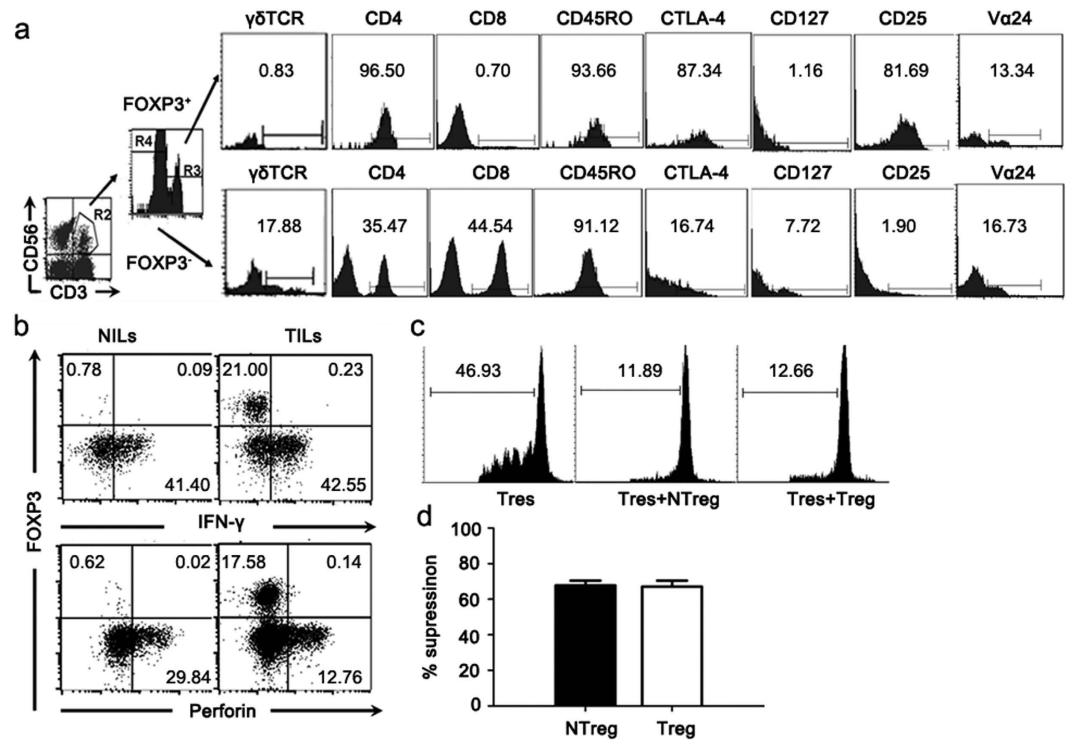 a
γδTCR CD4 CD8 CD45RO CTLA-4 CD127 CD25 Vα24
0.83 96.50 0.70 93.66 87.34 1.16 81.69 13.34
FOXP3+
R4
R3
γδTCR CD4 CD8 CD45RO CTLA-4 CD127 CD25 Vα24
17.88 35.47 44.54 91.12 16.74 7.72 1.90 16.73
R2
CD56
FOXP3-
CD3
b
NILs TILs
0.78 0.09 21.00 0.23
41.40 42.55
FOXP3
IFN-γ
0.62 0.02 17.58 0.14
29.84 12.76
Perforin
c
46.93 11.89 12.66
Tres Tres+NTreg Tres+Treg
d
% supressinon
100
80
60
40
20
0
NTreg Treg